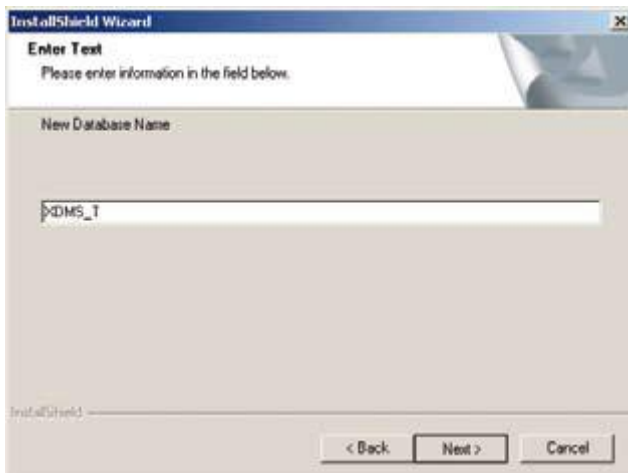 InstallShield Wizard
Enter Text
Please enter information in the field below.
New Database Name
XDMS_T
InstallShield
< Back
Next >
Cancel